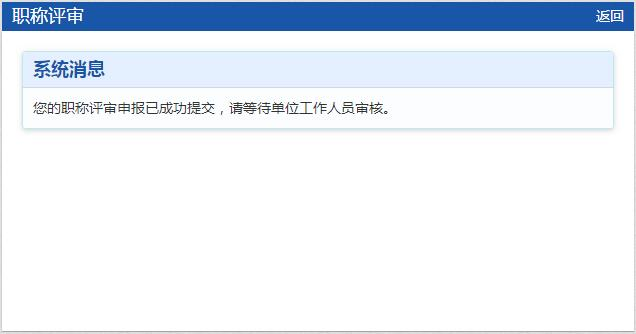 职称评审
返回
系统消息
您的职称评审申报已成功提交，请等待单位工作人员审核。